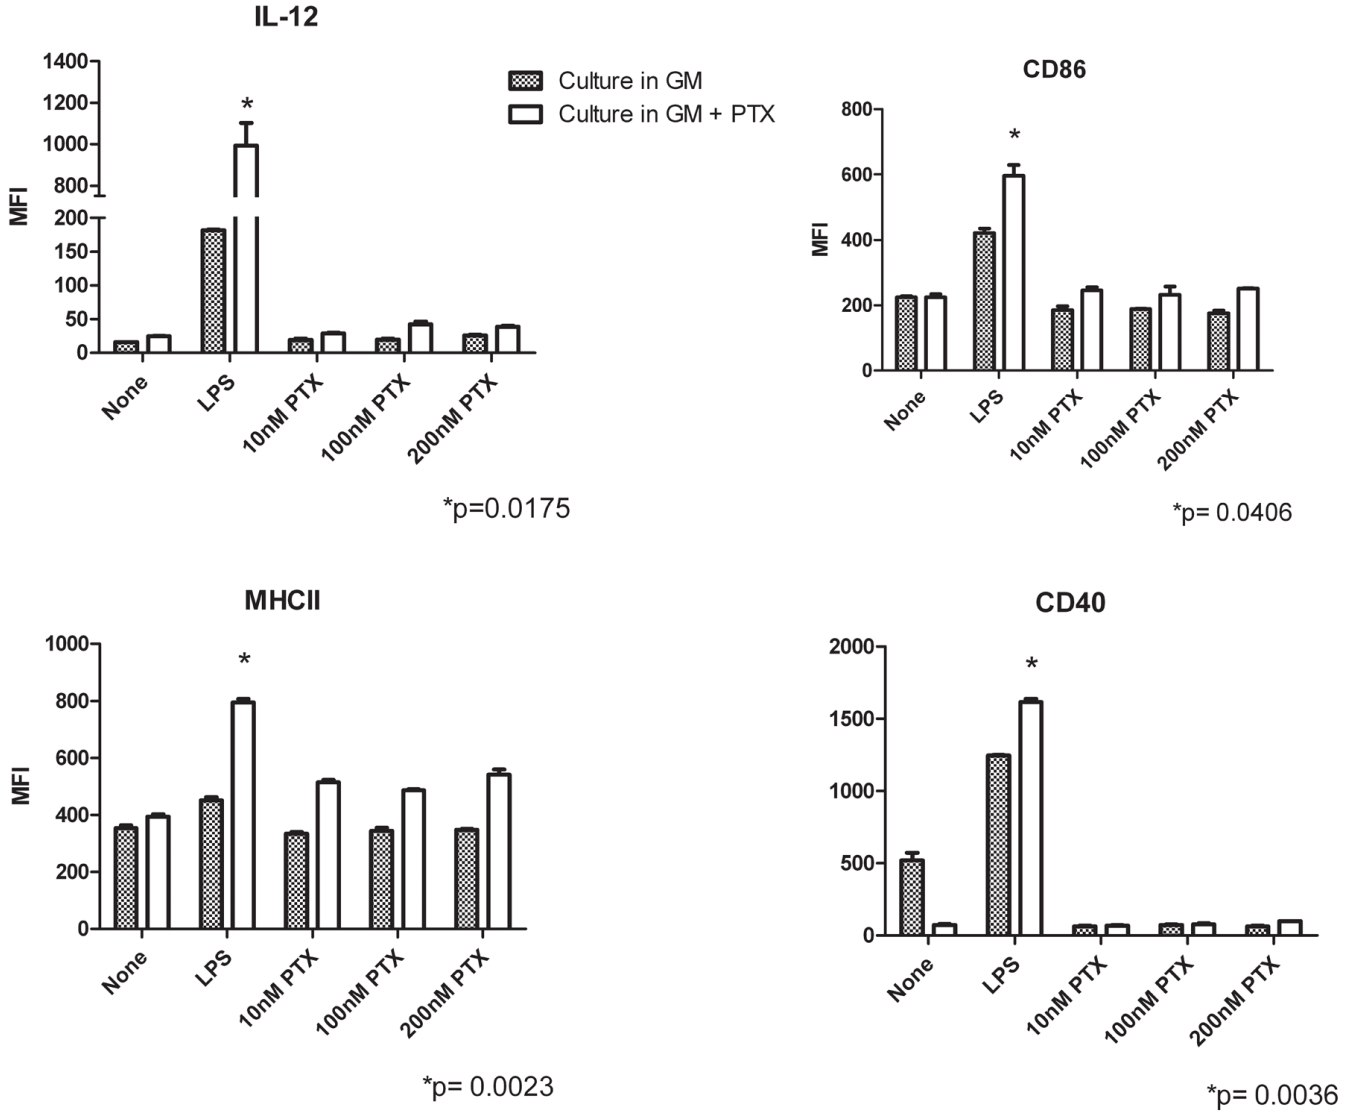 IL-12
1400
1200
1000
800
200
150
100
50
0
MFI
*
None
LPS
10nM PTX
100nM PTX
200nM PTX
*p=0.0175
Culture in GM
Culture in GM + PTX
CD86
800
600
400
200
0
MFI
*
None
LPS
10nM PTX
100nM PTX
200nM PTX
*p= 0.0406
MHCII
1000
800
600
400
200
0
MFI
*
None
LPS
10nM PTX
100nM PTX
200nM PTX
*p= 0.0023
CD40
2000
1500
1000
500
0
*
None
LPS
10nM PTX
100nM PTX
200nM PTX
*p= 0.0036